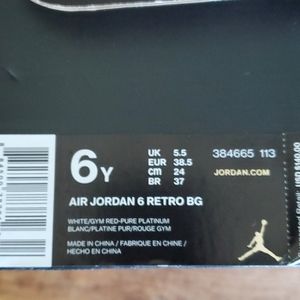 6Y
UK 5.5
EUR 38.5
CM 24
BR 37
384665 113
JORDAN.COM
AIR JORDAN 6 RETRO BG
WHITE/GYM RED-PURE PLATINUM
BLANC/PLATINE PUR/ROUGE GYM
MADE IN CHINA / FABRIQUE EN CHINE /
HECHO EN CHINA